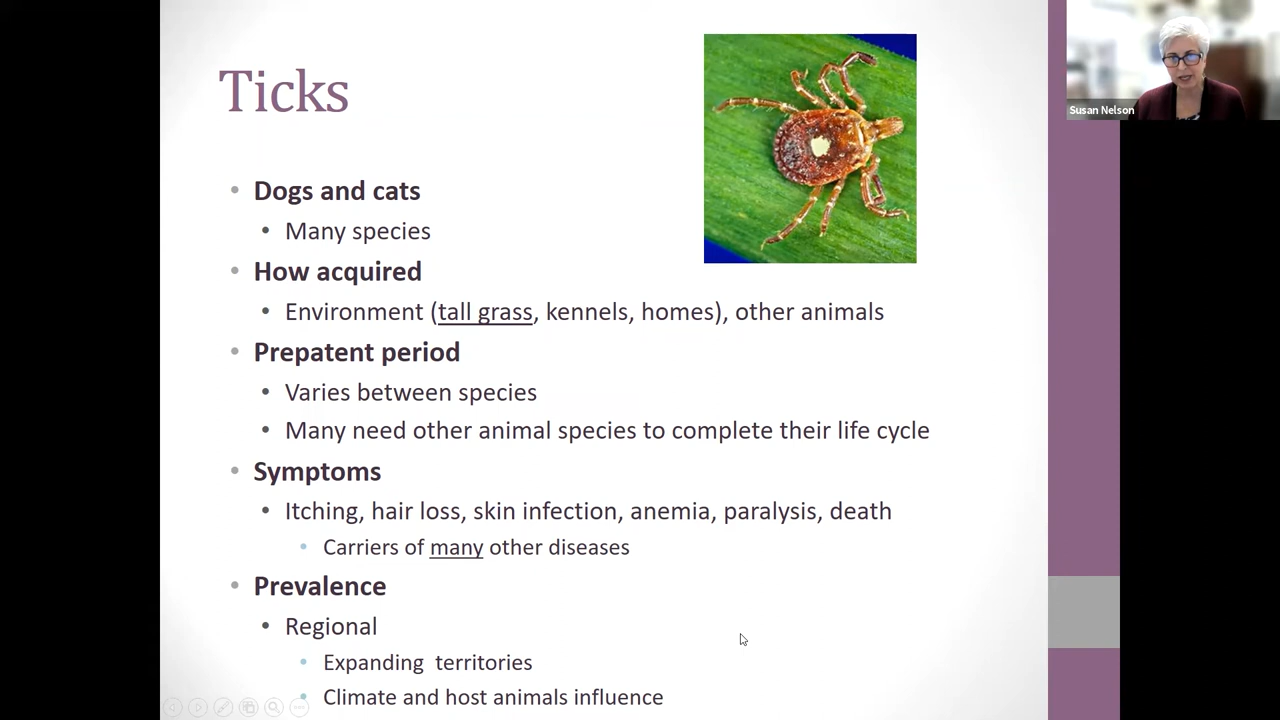 Ticks
Susan Nelson
• Dogs and cats
• Many species
• How acquired
• Environment (tall grass, kennels, homes), other animals
• Prepatent period
• Varies between species
• Many need other animal species to complete their life cycle
• Symptoms
• Itching, hair loss, skin infection, anemia, paralysis, death
• Carriers of many other diseases
• Prevalence
• Regional
• Expanding  territories
• Climate and host animals influence